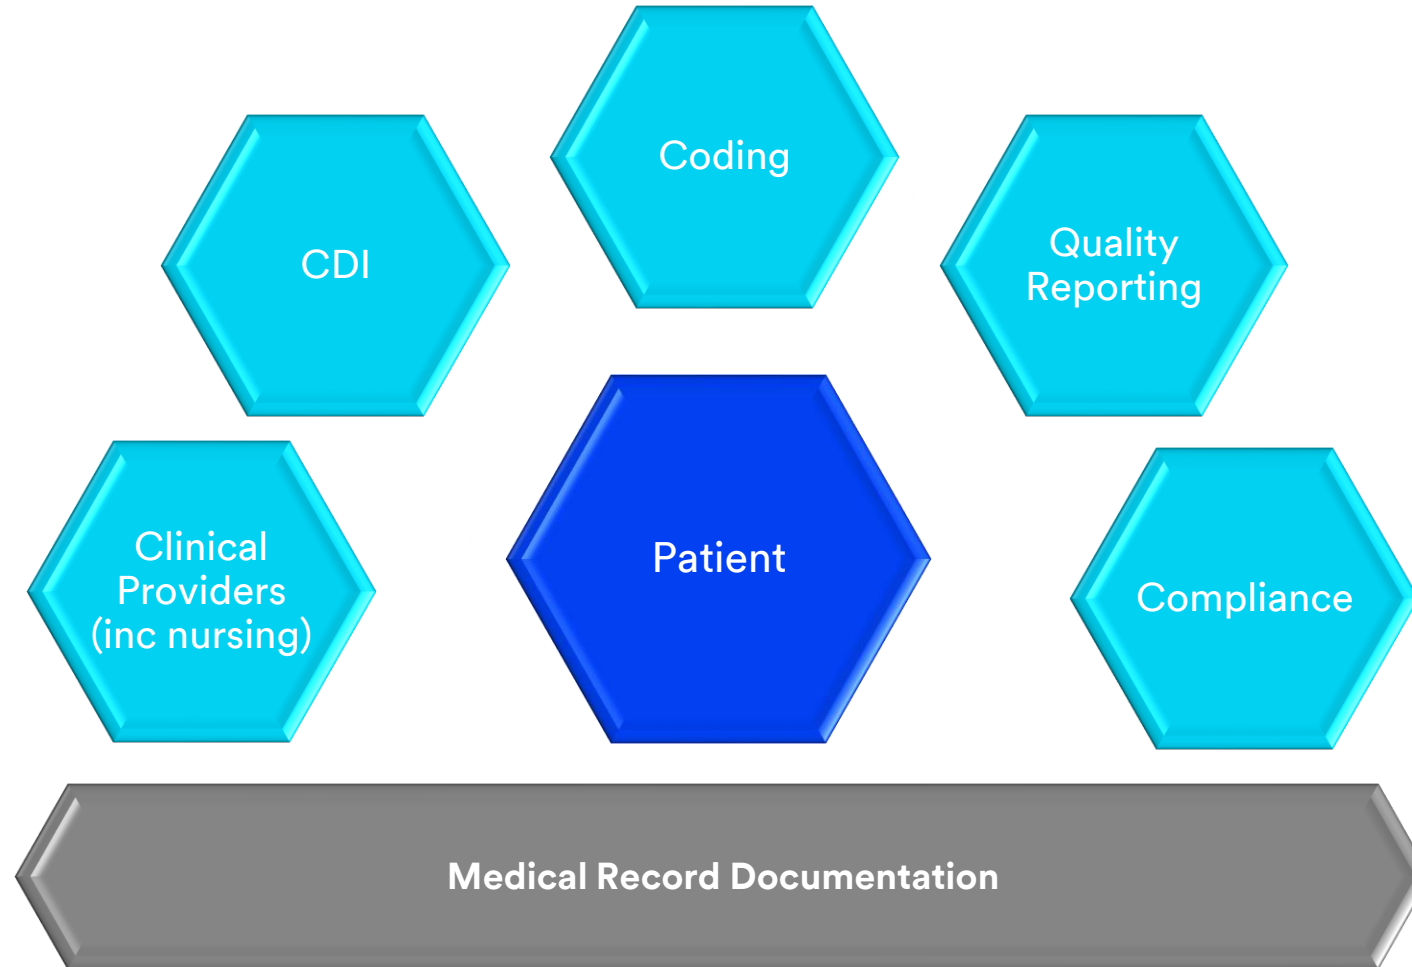 Coding
CDI
Quality
Reporting
Clinical
Providers
(inc nursing)
Patient
Compliance
Medical Record Documentation